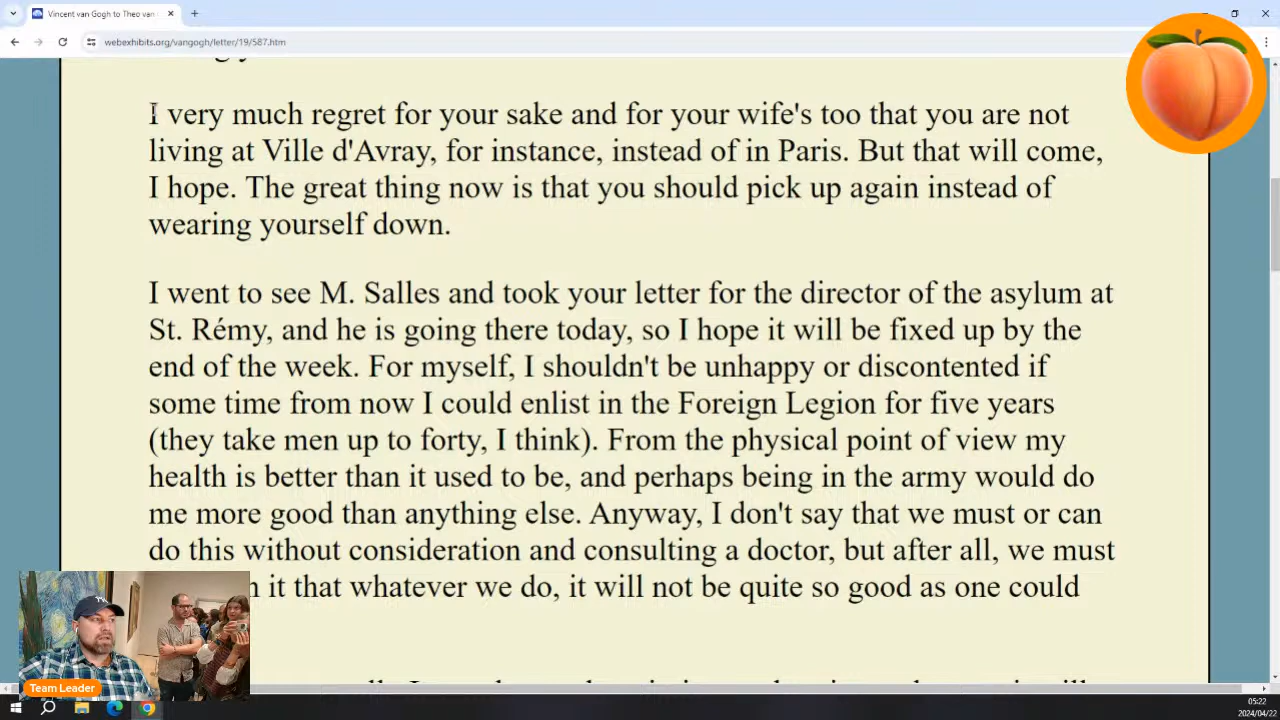 Vincent van Gogh to Theo van
webexhibits.org/vangogh/letter/19/587.htm
I very much regret for your sake and for your wife's too that you are not
living at Ville d'Avray, for instance, instead of in Paris. But that will come,
I hope. The great thing now is that you should pick up again instead of
wearing yourself down.
I went to see M. Salles and took your letter for the director of the asylum at
St. Rémy, and he is going there today, so I hope it will be fixed up by the
end of the week. For myself, I shouldn't be unhappy or discontented if
some time from now I could enlist in the Foreign Legion for five years
(they take men up to forty, I think). From the physical point of view my
health is better than it used to be, and perhaps being in the army would do
me more good than anything else. Anyway, I don't say that we must or can
do this without consideration and consulting a doctor, but after all, we must
it that whatever we do, it will not be quite so good as one could
Team Leader
05:22
2024/04/22